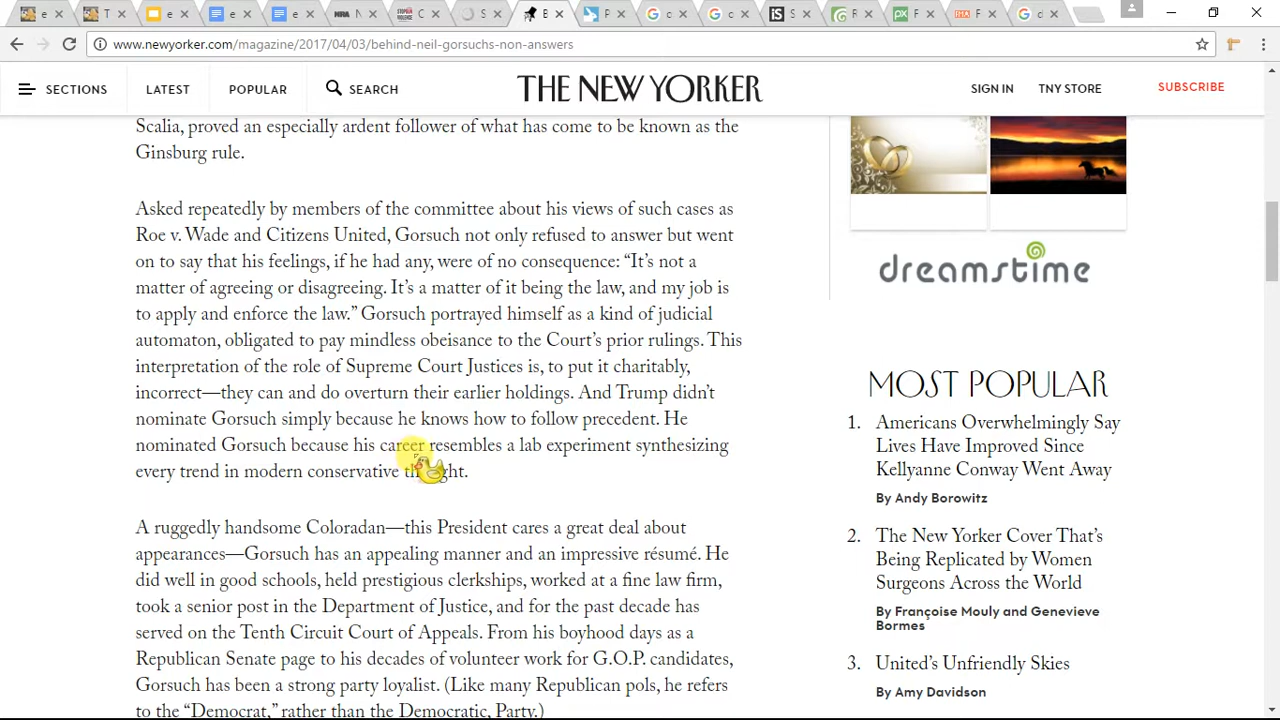 e
T
e
e
e
NRA N
STOP GUN VIOLENCE C
S
B
P
G c
G
iS S
R
px
F
G d
www.newyorker.com/magazine/2017/04/03/behind-neil-gorsuchs-non-answers
SECTIONS
LATEST
POPULAR
SEARCH
THE NEW YORKER
SIGN IN
TNY STORE
SUBSCRIBE
Scalia, proved an especially ardent follower of what has come to be known as the
Ginsburg rule.
Asked repeatedly by members of the committee about his views of such cases as
Roe v. Wade and Citizens United, Gorsuch not only refused to answer but went
on to say that his feelings, if he had any, were of no consequence: “It’s not a
matter of agreeing or disagreeing. It’s a matter of it being the law, and my job is
to apply and enforce the law.” Gorsuch portrayed himself as a kind of judicial
automaton, obligated to pay mindless obeisance to the Court’s prior rulings. This
interpretation of the role of Supreme Court Justices is, to put it charitably,
incorrect—they can and do overturn their earlier holdings. And Trump didn’t
nominate Gorsuch simply because he knows how to follow precedent. He
nominated Gorsuch because his career resembles a lab experiment synthesizing
every trend in modern conservative thought.
A ruggedly handsome Coloradan—this President cares a great deal about
appearances—Gorsuch has an appealing manner and an impressive résumé. He
did well in good schools, held prestigious clerkships, worked at a fine law firm,
took a senior post in the Department of Justice, and for the past decade has
served on the Tenth Circuit Court of Appeals. From his boyhood days as a
Republican Senate page to his decades of volunteer work for G.O.P. candidates,
Gorsuch has been a strong party loyalist. (Like many Republican pols, he refers
to the “Democrat,” rather than the Democratic, Party.)
dreamstime
MOST POPULAR
1. Americans Overwhelmingly Say
Lives Have Improved Since
Kellyanne Conway Went Away
By Andy Borowitz
2. The New Yorker Cover That’s
Being Replicated by Women
Surgeons Across the World
By Françoise Mouly and Genevieve
Bormes
3. United’s Unfriendly Skies
By Amy Davidson